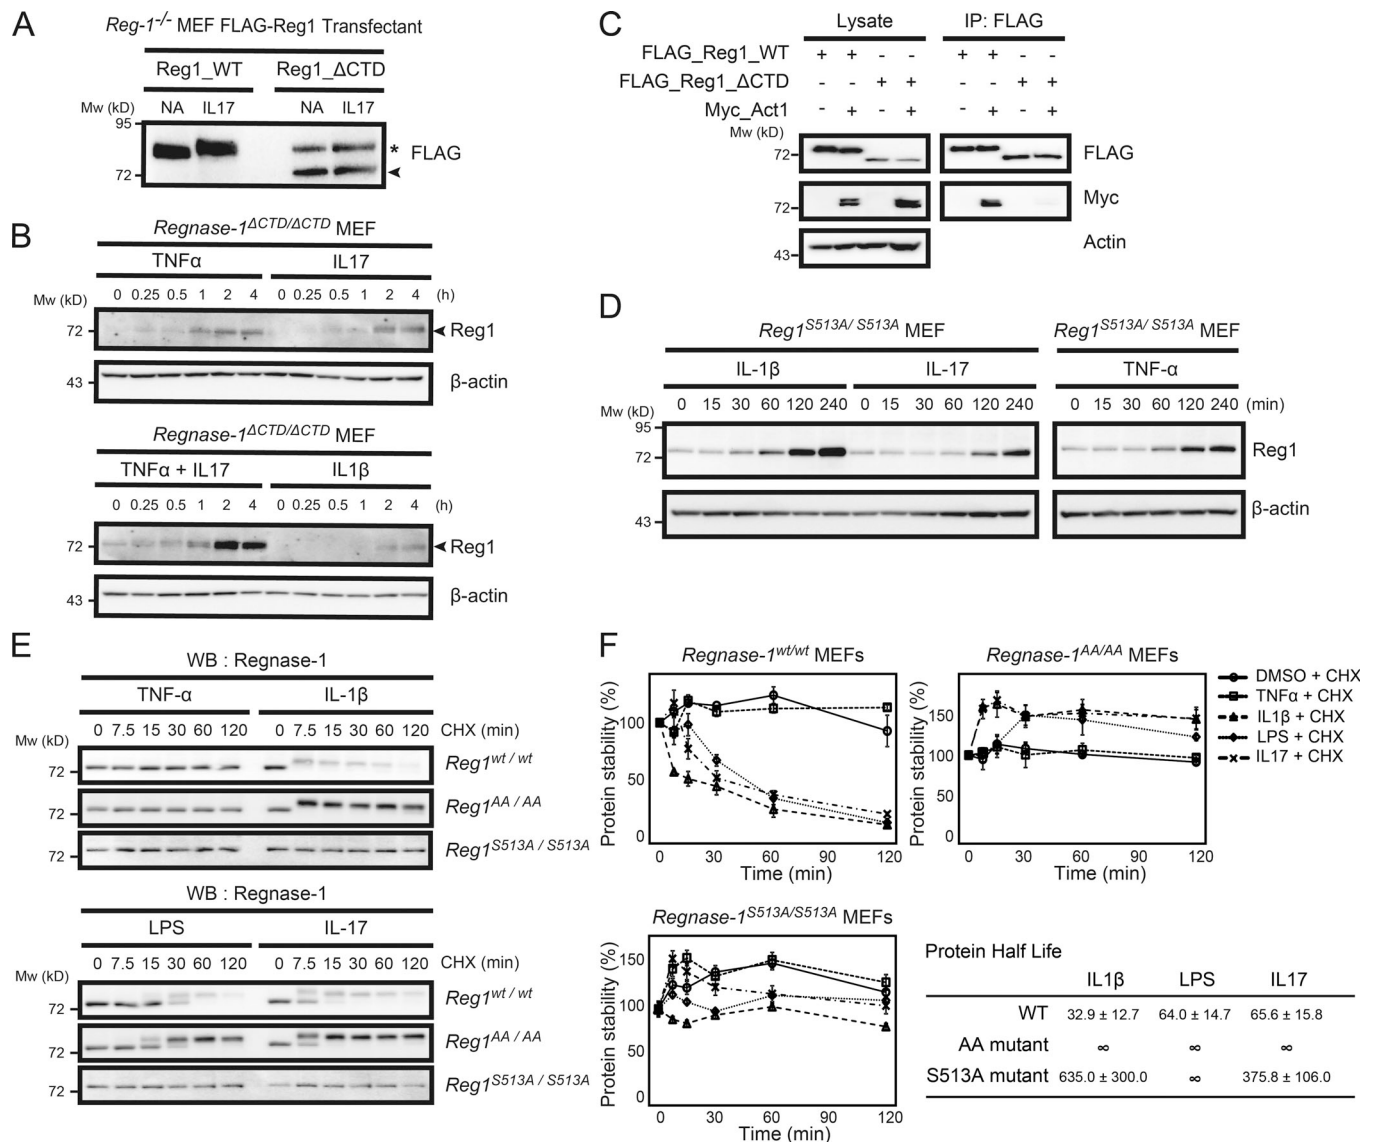 A
Reg-1-/- MEF FLAG-Reg1 Transfectant
Reg1_WT Reg1_ΔCTD
Mw (kD) NA IL17 NA IL17
95
* FLAG
72
B
Regnase-1ΔCTD/ΔCTD MEF
TNFα IL17
Mw (kD) 0 0.25 0.5 1 2 4 0 0.25 0.5 1 2 4 (h)
72 Reg1
43 β-actin
Regnase-1ΔCTD/ΔCTD MEF
TNFα + IL17 IL1β
0 0.25 0.5 1 2 4 0 0.25 0.5 1 2 4 (h)
72 Reg1
43 β-actin
C
Lysate IP: FLAG
FLAG_Reg1_WT + + - - + + - -
FLAG_Reg1_ΔCTD - - + + - - + +
Myc_Act1 - + - + - + - +
Mw (kD)
72 FLAG
72 Myc
43 Actin
D
Reg1S513A/ S513A MEF Reg1S513A/ S513A MEF
IL-1β IL-17 TNF-α
Mw (kD) 0 15 30 60 120 240 0 15 30 60 120 240 0 15 30 60 120 240 (min)
95
72 Reg1
43 β-actin
E
WB : Regnase-1
TNF-α IL-1β
0 7.5 15 30 60 120 0 7.5 15 30 60 120 CHX (min)
Mw (kD)
72 Reg1wt / wt
72 Reg1AA / AA
72 Reg1S513A / S513A
WB : Regnase-1
LPS IL-17
0 7.5 15 30 60 120 0 7.5 15 30 60 120 CHX (min)
Mw (kD)
72 Reg1wt / wt
72 Reg1AA / AA
72 Reg1S513A / S513A
F
Regnase-1wt/wt MEFs
Protein stability (%)
100
50
0
0 30 60 90 120
Time (min)
Regnase-1AA/AA MEFs
Protein stability (%)
150
100
50
0
0 30 60 90 120
Time (min)
DMSO + CHX
TNFα + CHX
IL1β + CHX
LPS + CHX
IL17 + CHX
Regnase-1S513A/S513A MEFs
Protein stability (%)
150
100
50
0
0 30 60 90 120
Time (min)
Protein Half Life
IL1β LPS IL17
WT 32.9 ± 12.7 64.0 ± 14.7 65.6 ± 15.8
AA mutant ∞ ∞ ∞
S513A mutant 635.0 ± 300.0 ∞ 375.8 ± 106.0